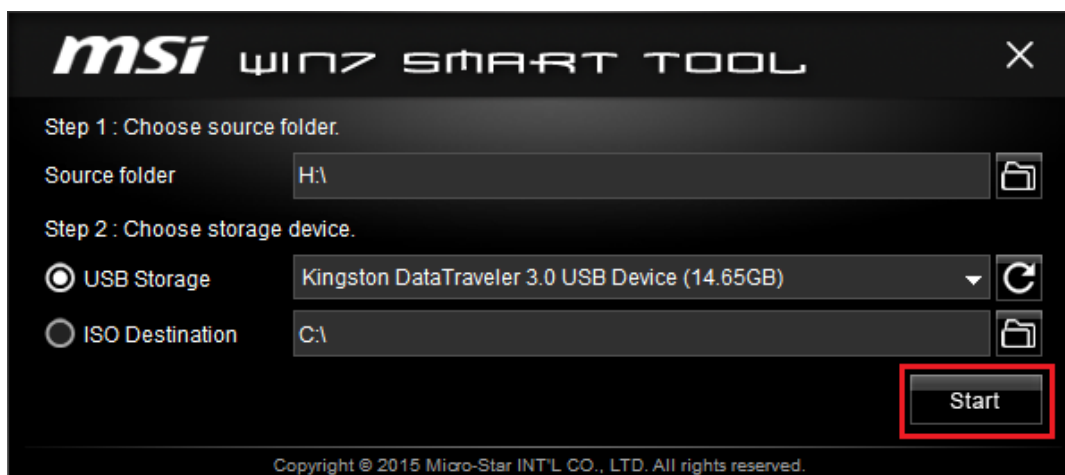 msi WIN7 SMART TOOL
Step 1 : Choose source folder.
Source folder H:\
Step 2 : Choose storage device.
USB Storage Kingston DataTraveler 3.0 USB Device (14.65GB)
ISO Destination C:\
Start
Copyright © 2015 Micro-Star INT'L CO., LTD. All rights reserved.